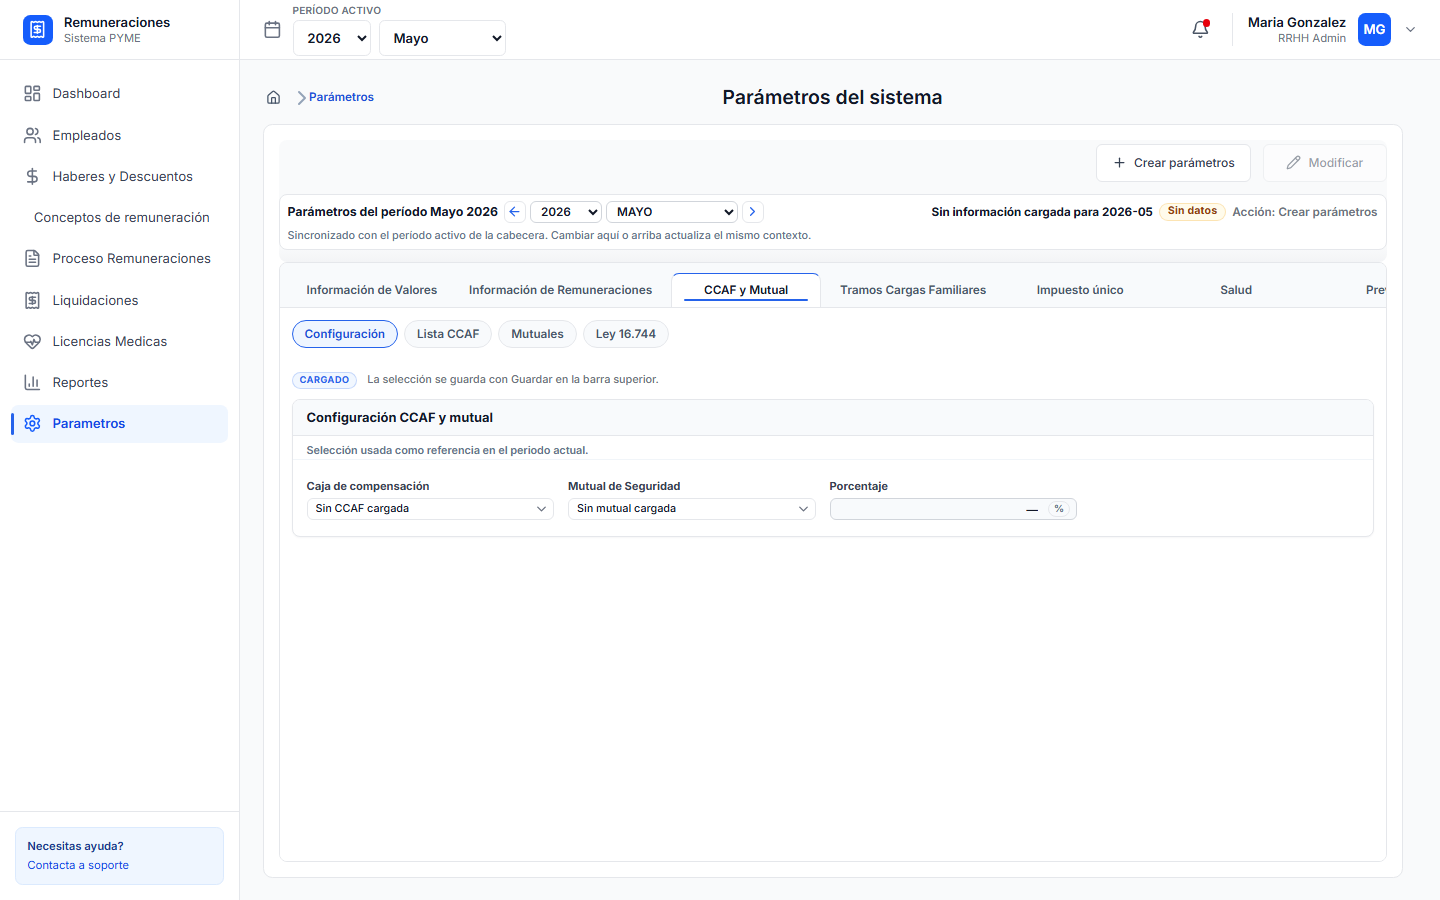 Remuneraciones
Sistema PYME
PERÍODO ACTIVO
2026
Mayo
Maria Gonzalez
RRHH Admin
MG
Dashboard
Empleados
Haberes y Descuentos
Conceptos de remuneración
Proceso Remuneraciones
Liquidaciones
Licencias Medicas
Reportes
Parametros
Necesitas ayuda?
Contacta a soporte
Parámetros
Parámetros del sistema
Crear parámetros
Modificar
Parámetros del período Mayo 2026
2026
MAYO
Sin información cargada para 2026-05
Sin datos
Acción: Crear parámetros
Sincronizado con el período activo de la cabecera. Cambiar aquí o arriba actualiza el mismo contexto.
Información de Valores
Información de Remuneraciones
CCAF y Mutual
Tramos Cargas Familiares
Impuesto único
Salud
Pre
Configuración
Lista CCAF
Mutuales
Ley 16.744
CARGADO
La selección se guarda con Guardar en la barra superior.
Configuración CCAF y mutual
Selección usada como referencia en el periodo actual.
Caja de compensación
Mutual de Seguridad
Porcentaje
Sin CCAF cargada
Sin mutual cargada
— %